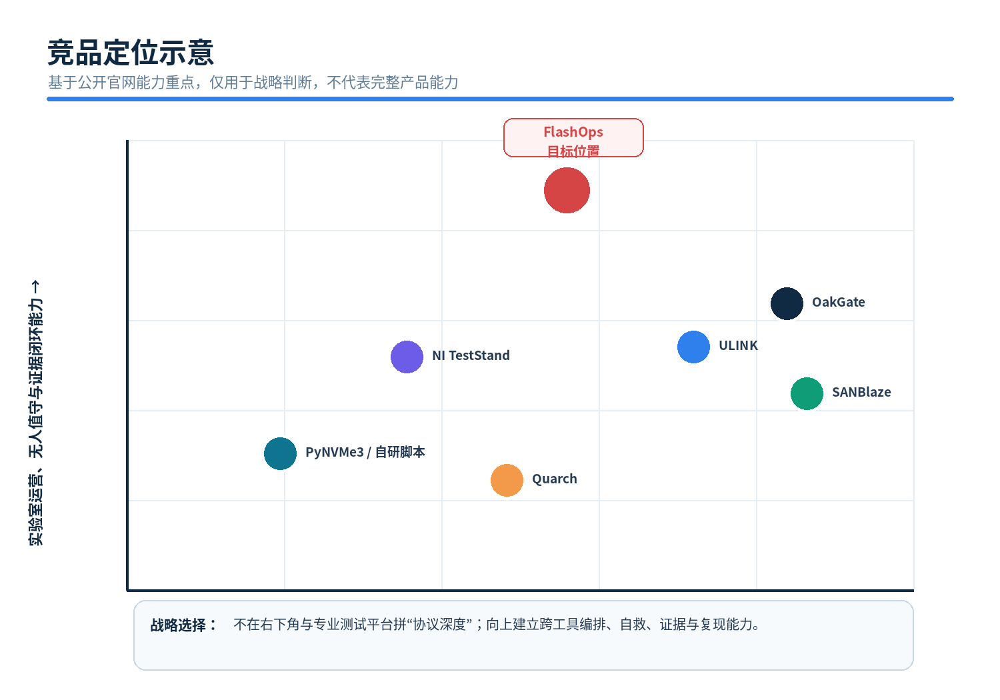 竞品定位示意
基于公开官网能力重点，仅用于战略判断，不代表完整产品能力
FlashOps
目标位置
实验室运营、无人值守与证据闭环能力 →
OakGate
ULINK
NI TestStand
SANBlaze
PyNVMe3 / 自研脚本
Quarch
战略选择： 不在右下角与专业测试平台拼“协议深度”；向上建立跨工具编排、自救、证据与复现能力。